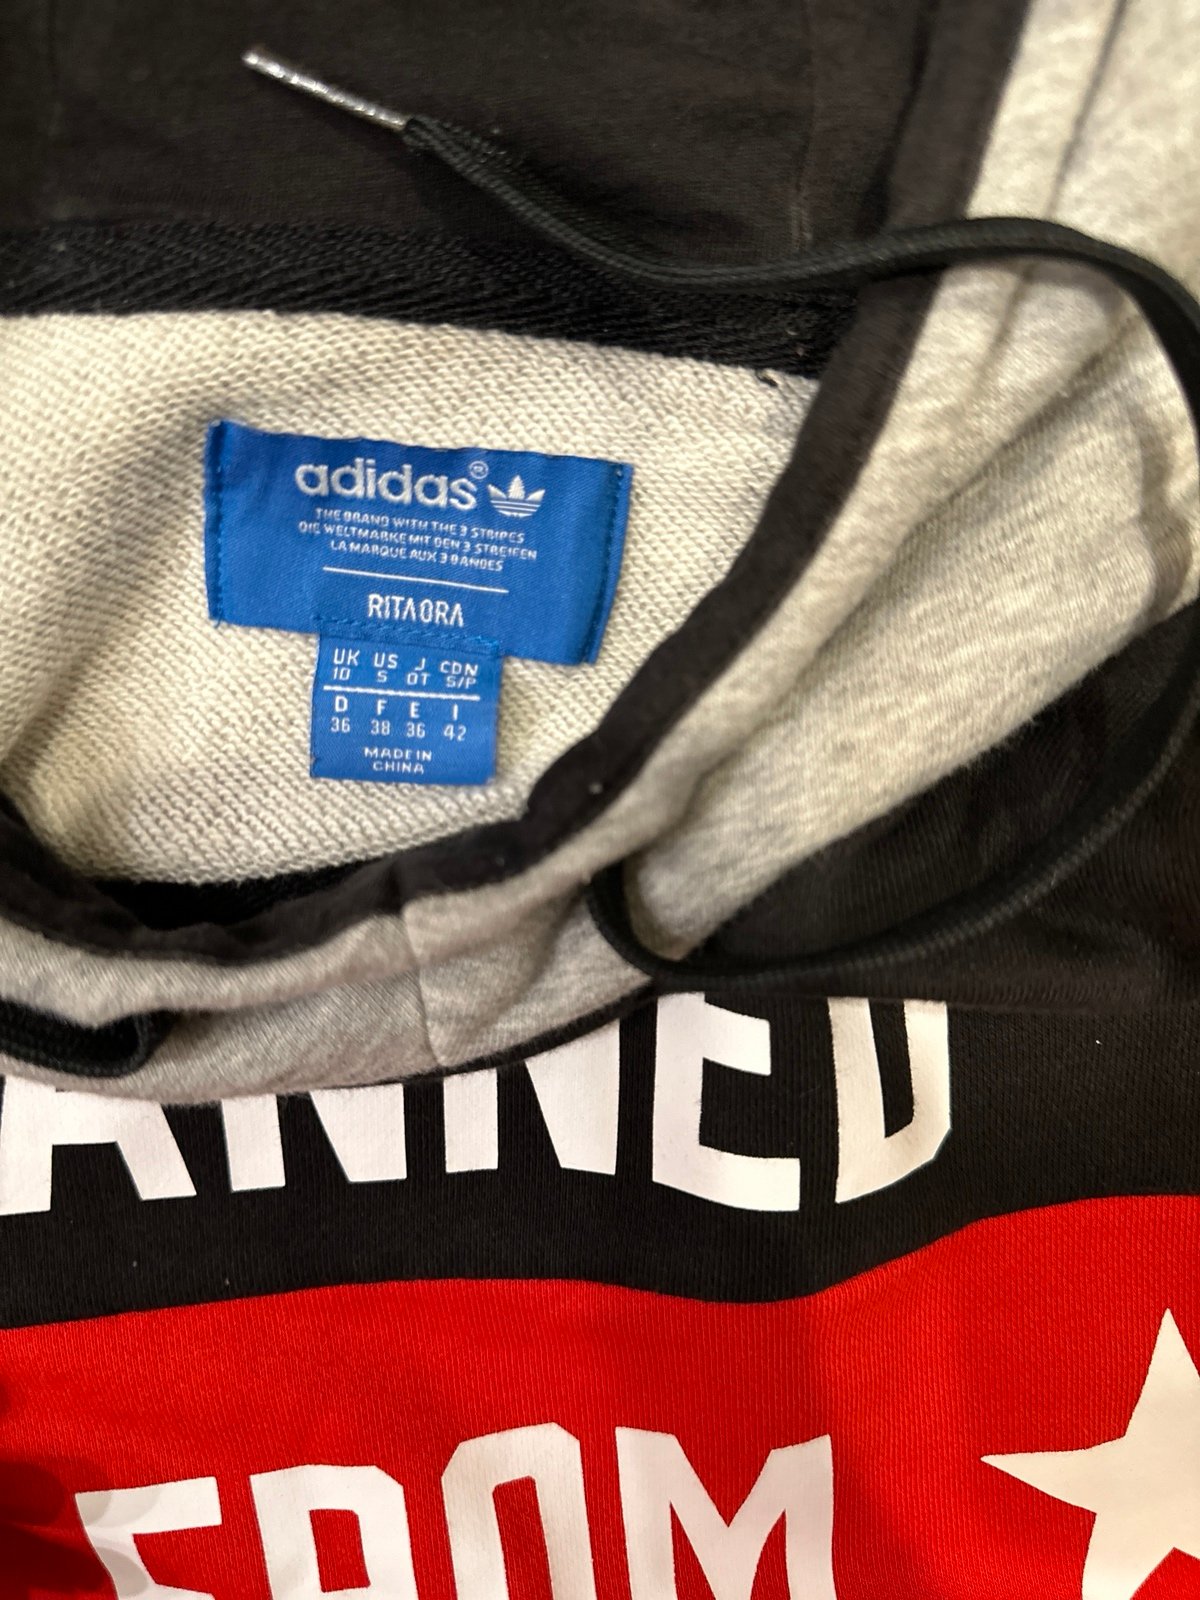 adidas®
THE BRAND WITH THE 3 STRIPES
DIE WELTMARKE MIT DEN 3 STREIFEN
LA MARQUE AUX 3 BANDES
RITA ORA
UK US J CDN
10 S OT S/P
D F E I
36 38 36 42
MADE IN
CHINA
ANNED
FROM